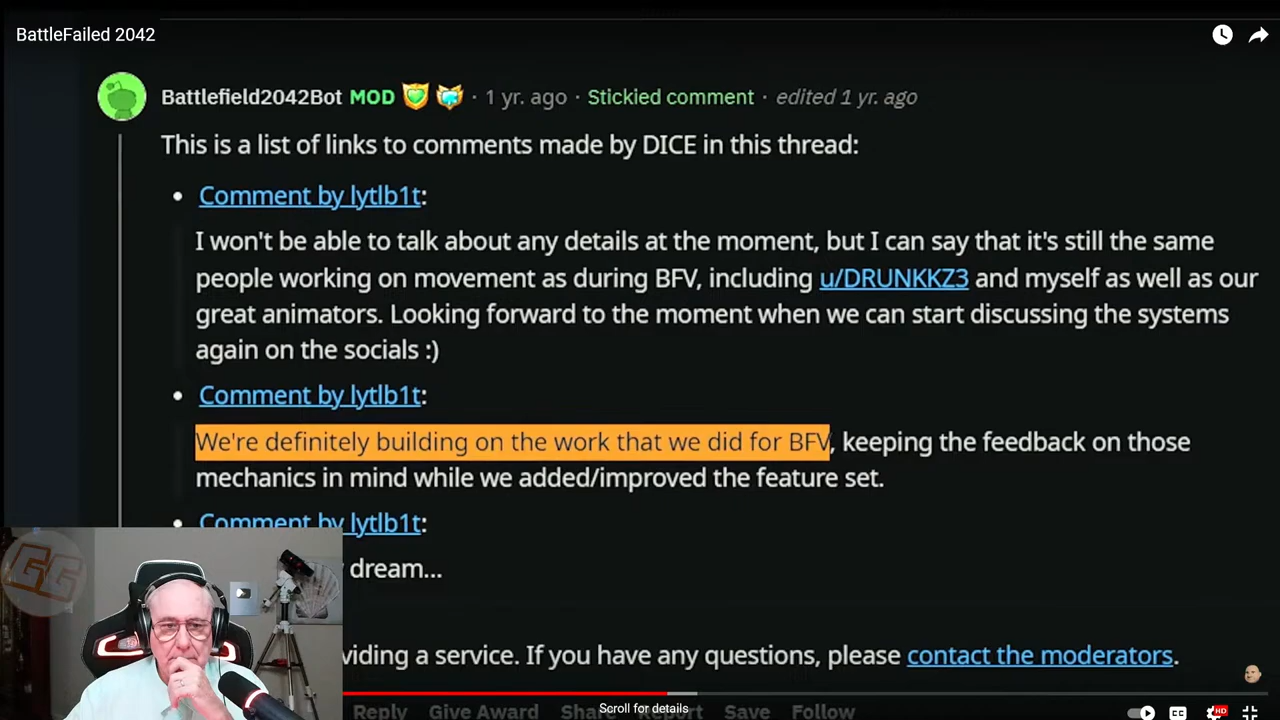 BattleFailed 2042
Battlefield2042Bot MOD · 1 yr. ago · Stickied comment · edited 1 yr. ago
This is a list of links to comments made by DICE in this thread:
• Comment by lytlb1t:
I won't be able to talk about any details at the moment, but I can say that it's still the same
people working on movement as during BFV, including u/DRUNKKZ3 and myself as well as our
great animators. Looking forward to the moment when we can start discussing the systems
again on the socials :)
• Comment by lytlb1t:
We're definitely building on the work that we did for BFV, keeping the feedback on those
mechanics in mind while we added/improved the feature set.
• Comment by lytlb1t:
dream...
GG
viding a service. If you have any questions, please contact the moderators.
Reply Give Award Share Report Save Follow
Scroll for details
CC HD